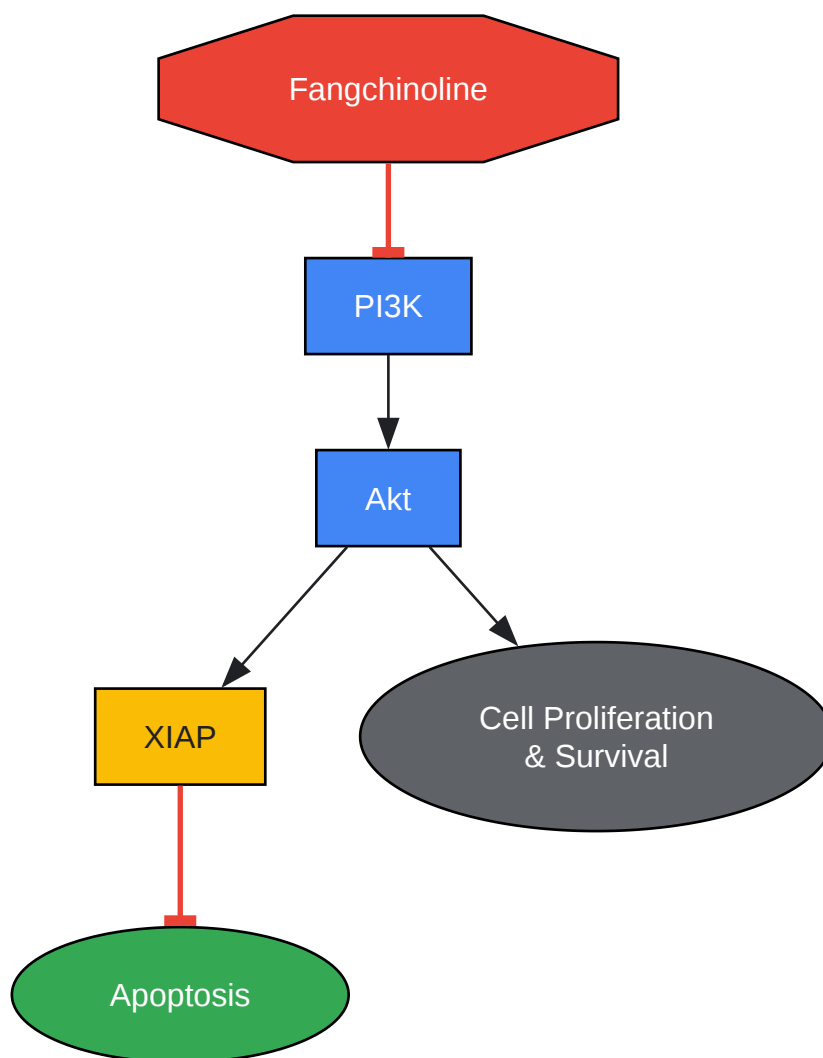 Fangchinoline
PI3K
Akt
XIAP
Cell Proliferation
& Survival
Apoptosis